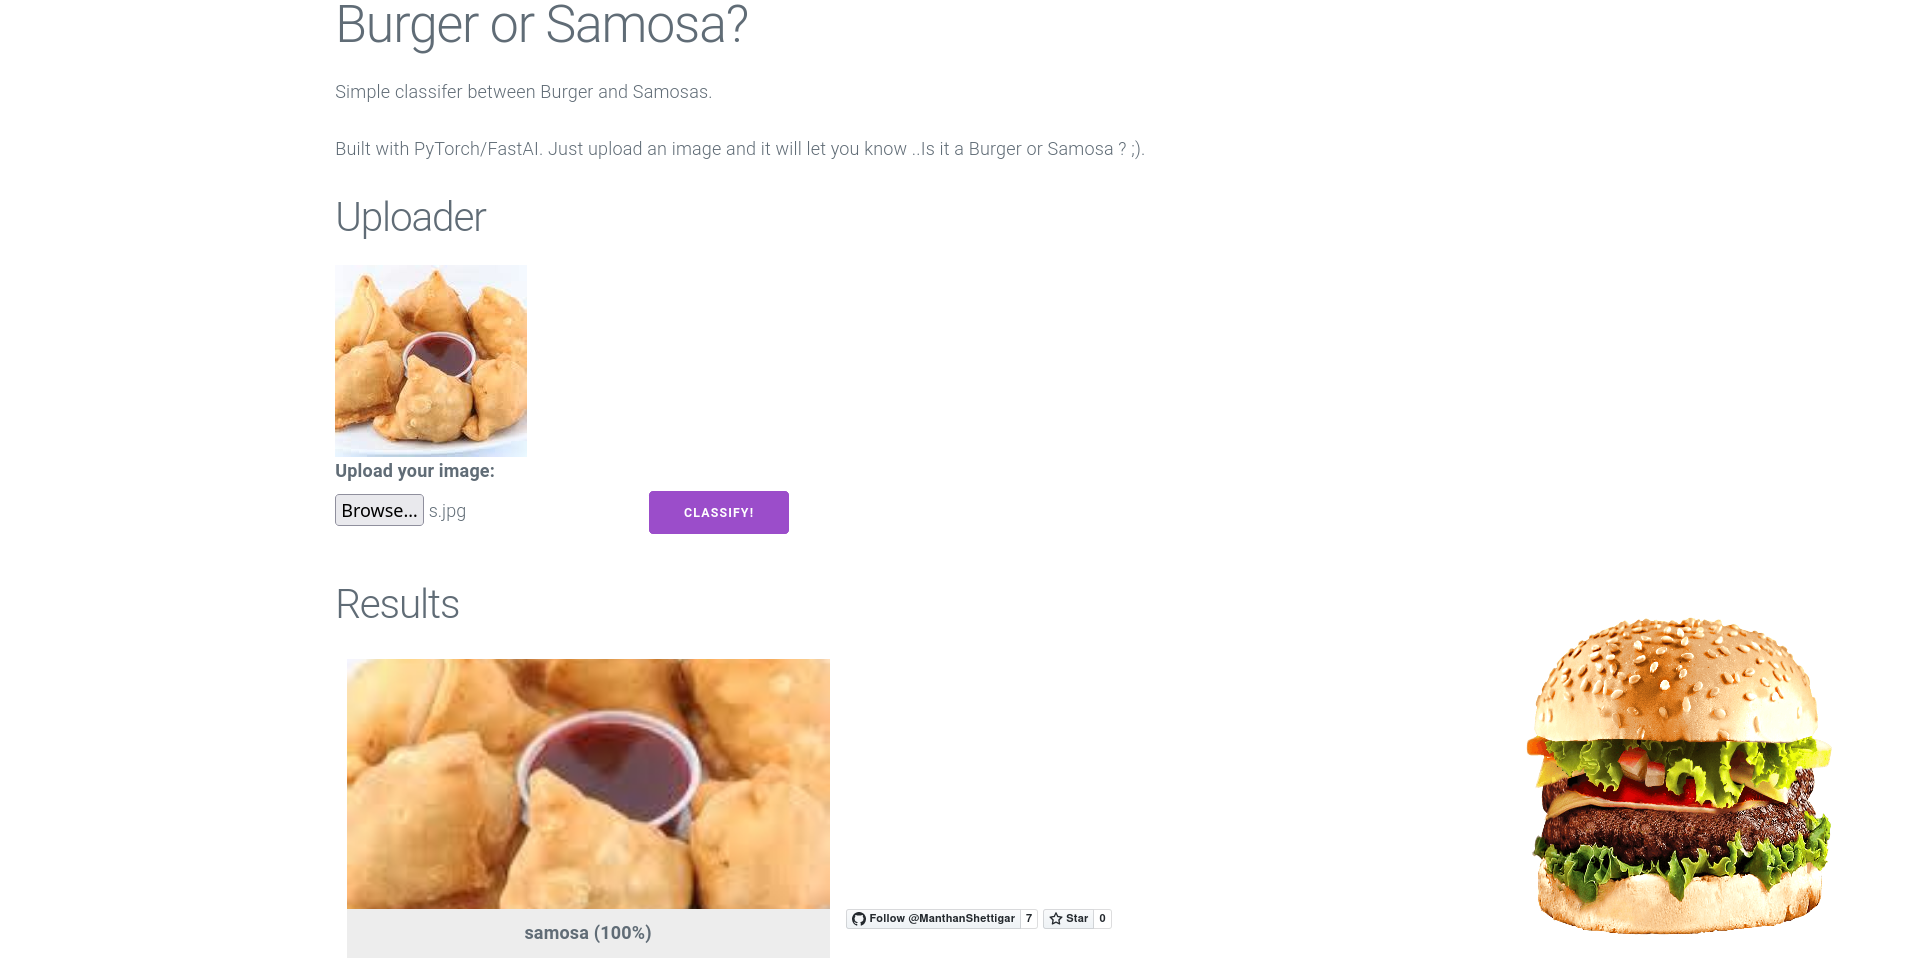 Burger or Samosa?
Simple classifer between Burger and Samosas.
Built with PyTorch/FastAI. Just upload an image and it will let you know ..Is it a Burger or Samosa ? ;).
Uploader
Upload your image:
Browse... s.jpg
CLASSIFY!
Results
samosa (100%)
Follow @ManthanShettigar 7 Star 0